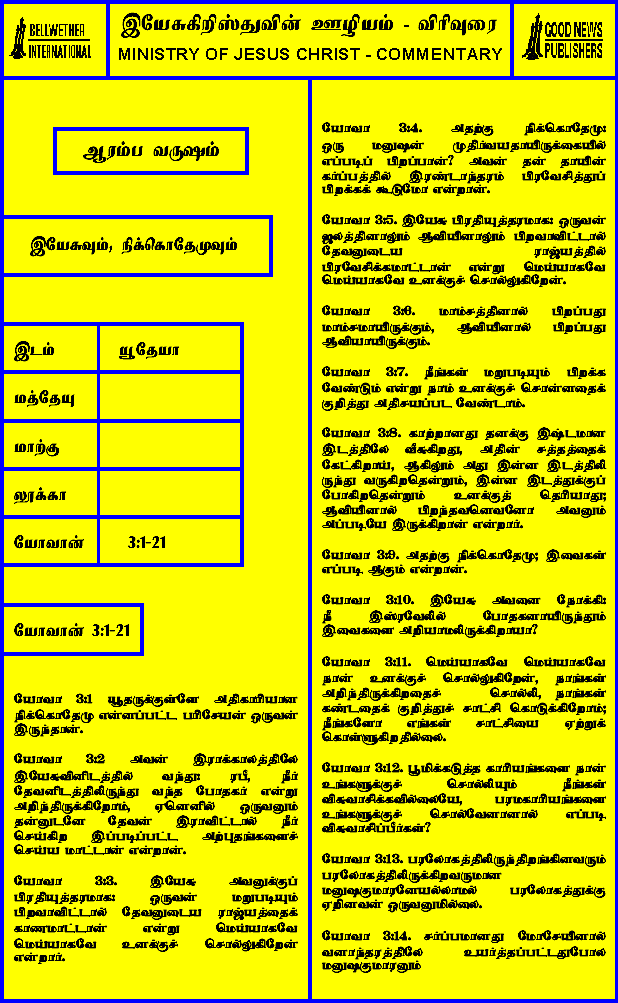 BELLWETHER
INTERNATIONAL
இயேசுகிறிஸ்துவின் ஊழியம் - விரிவுரை
MINISTRY OF JESUS CHRIST - COMMENTARY
GOOD NEWS
PUBLISHERS
ஆரம்ப வருஷம்
இயேசுவும், நிக்கொதேமுவும்
இடம் யூதேயா
மத்தேயு
மாற்கு
லூக்கா
யோவான் 3:1-21
யோவான் 3:1-21
யோவா 3:1 யூதருக்குள்ளே அதிகாரியான
நிக்கொதேமு என்னப்பட்ட பரிசேயன் ஒருவன்
இருந்தான்.
யோவா 3:2 அவன் இராக்காலத்திலே
இயேசுவினிடத்தில் வந்து: ரபீ, நீர்
தேவனிடத்திலிருந்து வந்த போதகர் என்று
அறிந்திருக்கிறோம், ஏனெனில் ஒருவனும்
தன்னுடனே தேவன் இராவிட்டால் நீர்
செய்கிற இப்படிப்பட்ட அற்புதங்களைச்
செய்ய மாட்டான் என்றான்.
யோவா 3:3. இயேசு அவனுக்குப்
பிரதியுத்தரமாக: ஒருவன் மறுபடியும்
பிறவாவிட்டால் தேவனுடைய ராஜ்யத்தைக்
காணமாட்டான் என்று மெய்யாகவே
மெய்யாகவே உனக்குச் சொல்லுகிறேன்
என்றார்.
யோவா 3:4. அதற்கு நிக்கொதேமு:
ஒரு மனுஷன் முதிர்வயதாயிருக்கையில்
எப்படிப் பிறப்பான்? அவன் தன் தாயின்
கர்ப்பத்தில் இரண்டாந்தரம் பிரவேசித்துப்
பிறக்கக் கூடுமோ என்றான்.
யோவா 3:5. இயேசு பிரதியுத்தரமாக: ஒருவன்
ஜலத்தினாலும் ஆவியினாலும் பிறவாவிட்டால்
தேவனுடைய ராஜ்யத்தில்
பிரவேசிக்கமாட்டான் என்று மெய்யாகவே
மெய்யாகவே உனக்குச் சொல்லுகிறேன்.
யோவா 3:6. மாம்சத்தினால் பிறப்பது
மாம்சமாயிருக்கும், ஆவியினால் பிறப்பது
ஆவியாயிருக்கும்.
யோவா 3:7. நீங்கள் மறுபடியும் பிறக்க
வேண்டும் என்று நாம் உனக்குச் சொன்னதைக்
குறித்து அதிசயப்பட வேண்டாம்.
யோவா 3:8. காற்றானது தனக்கு இஷ்டமான
இடத்திலே வீசுகிறது, அதின் சத்தத்தைக்
கேட்கிறாய், ஆகிலும் அது இன்ன இடத்திலி
ருந்து வருகிறதென்றும், இன்ன இடத்துக்குப்
போகிறதென்றும் உனக்குத் தெரியாது;
ஆவியினால் பிறந்தவனெவனோ அவனும்
அப்படியே இருக்கிறான் என்றார்.
யோவா 3:9. அதற்கு நிக்கொதேமு; இவைகள்
எப்படி ஆகும் என்றான்.
யோவா 3:10. இயேசு அவனை நோக்கி:
நீ இஸ்ரவேலில் போதகனாயிருந்தும்
இவைகளை அறியாமலிருக்கிறாயா?
யோவா 3:11. மெய்யாகவே மெய்யாகவே
நான் உனக்குச் சொல்லுகிறேன், நாங்கள்
அறிந்திருக்கிறதைச் சொல்லி, நாங்கள்
கண்டதைக் குறித்துச் சாட்சி கொடுக்கிறோம்;
நீங்களோ எங்கள் சாட்சியை ஏற்றுக்
கொள்ளுகிறதில்லை.
யோவா 3:12. பூமிக்கடுத்த காரியங்களை நான்
உங்களுக்குச் சொல்லியும் நீங்கள்
விசுவாசிக்கவில்லையே, பரமகாரியங்களை
உங்களுக்குச் சொல்வேனானால் எப்படி
விசுவாசிப்பீர்கள்?
யோவா 3:13. பரலோகத்திலிருந்திறங்கினவரும்
பரலோகத்திலிருக்கிறவருமான
மனுஷகுமாரனேயல்லாமல் பரலோகத்துக்கு
ஏறினவன் ஒருவனுமில்லை.
யோவா 3:14. சர்ப்பமானது மோசேயினால்
வனாந்தரத்திலே உயர்த்தப்பட்டதுபோல
மனுஷகுமாரனும்